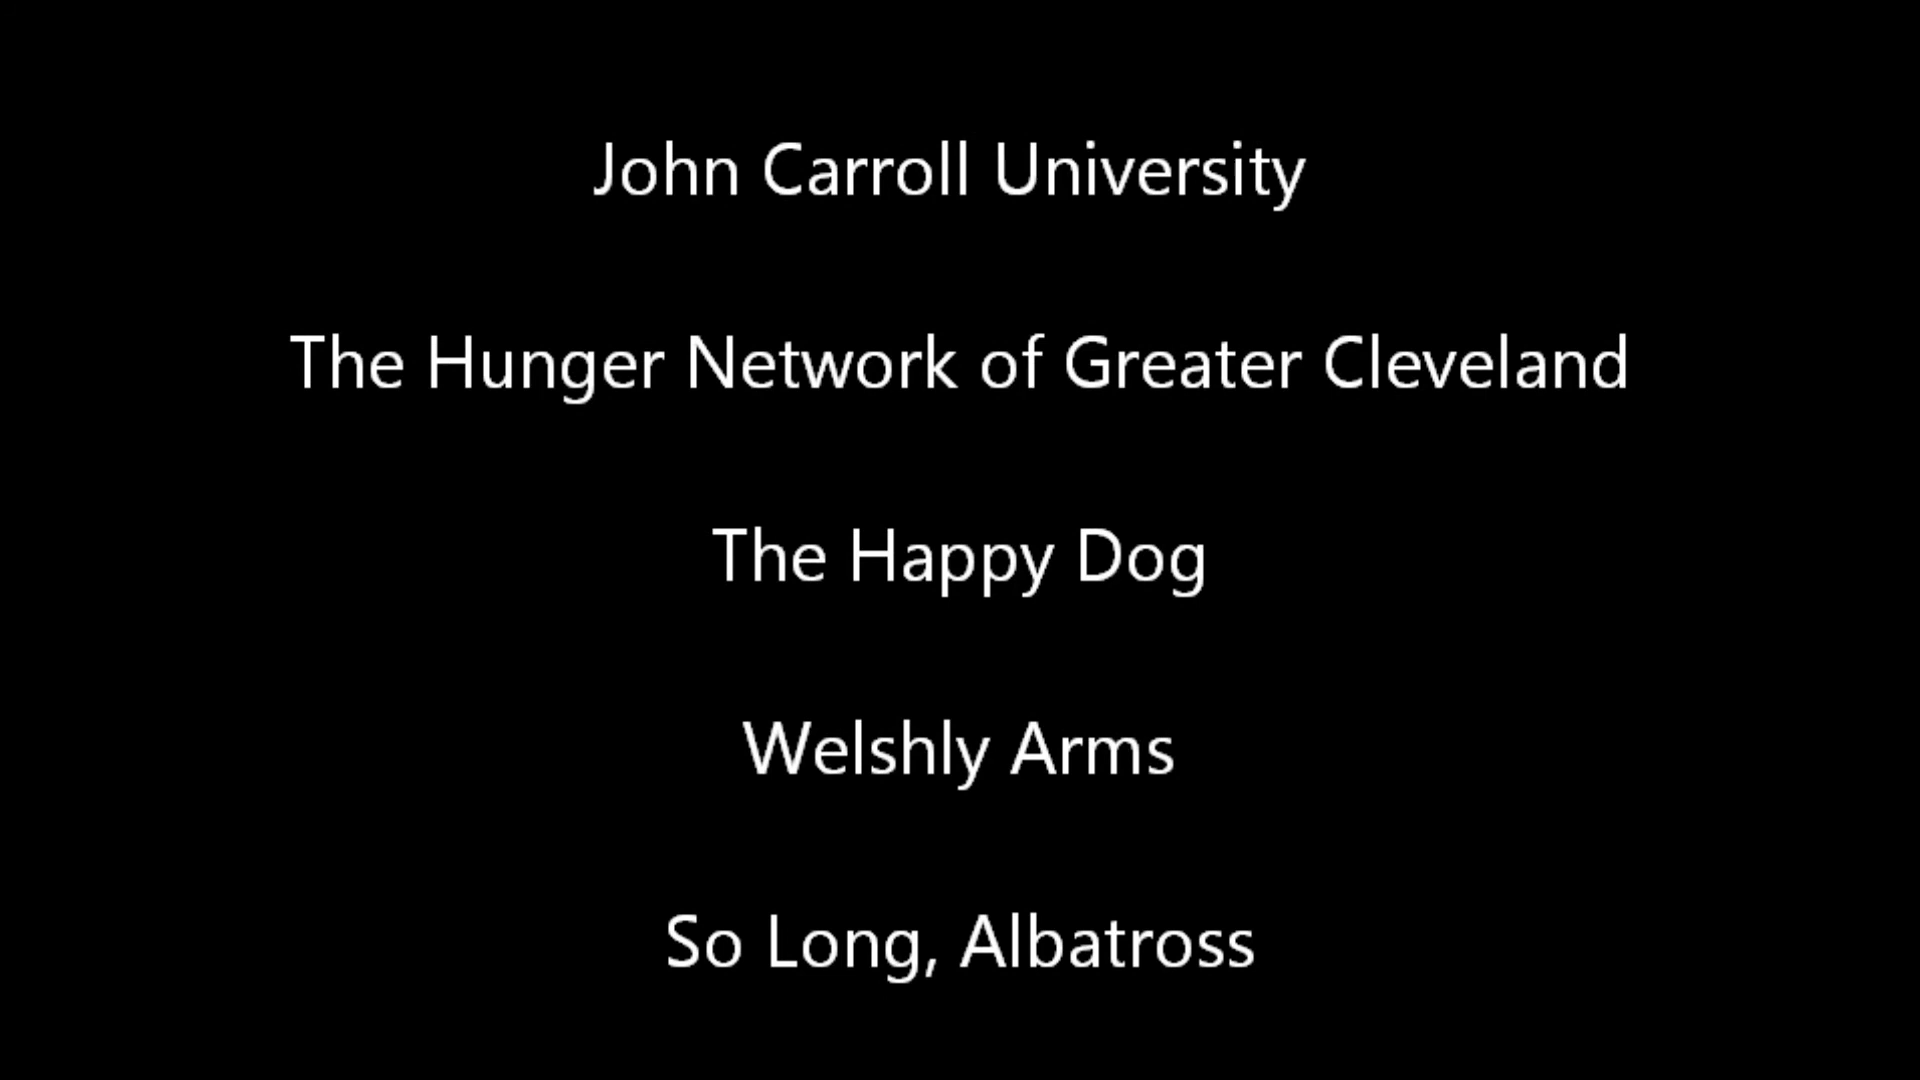 John Carroll University
The Hunger Network of Greater Cleveland
The Happy Dog
Welshly Arms
So Long, Albatross